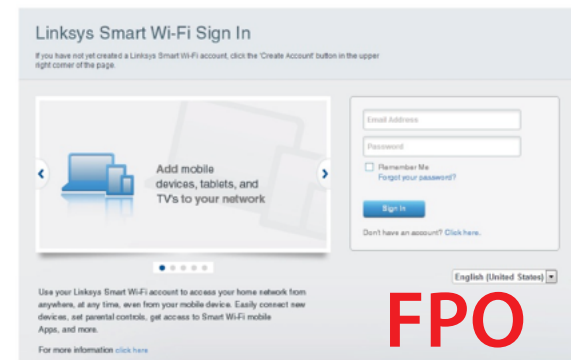 Linksys Smart Wi-Fi Sign In
If you have not yet created a Linksys Smart Wi-Fi account, click the 'Create Account' button in the upper
right corner of the page.
Add mobile
devices, tablets, and
TV's to your network
Email Address
Password
Remember Me
Forgot your password?
Sign In
Don't have an account? Click here.
English (United States)
Use your Linksys Smart Wi-Fi account to access your home network from
anywhere, at any time, even from your mobile device. Easily connect new
devices, set parental controls, get access to Smart Wi-Fi mobile
Apps, and more.
For more information click here
FPO